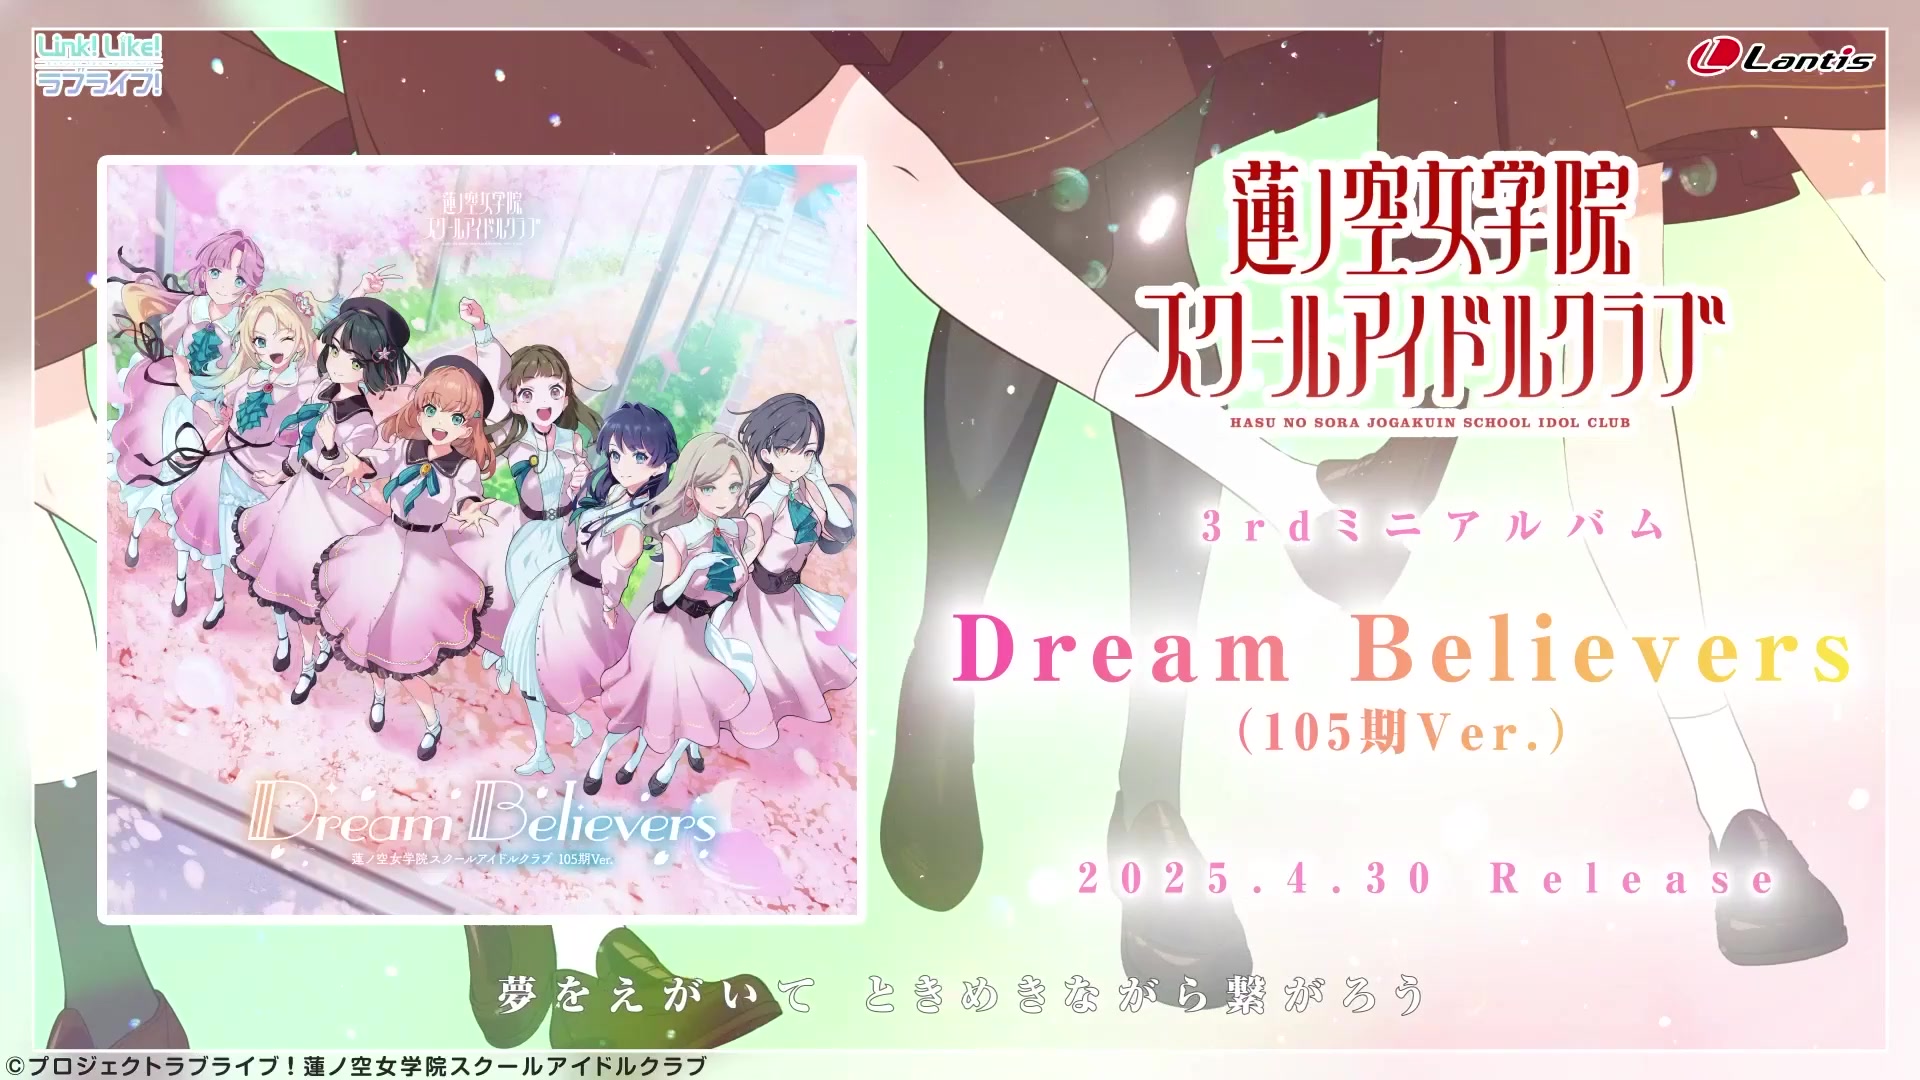 Link! Like!
ラブライブ!
Lantis
蓮ノ空女学院
スクールアイドルクラブ
Dream Believers
蓮ノ空女学院スクールアイドルクラブ 105期Ver.
蓮ノ空女学院
スクールアイドルクラブ
HASU NO SORA JOGAKUIN SCHOOL IDOL CLUB
3rdミニアルバム
Dream Believers
(105期Ver.)
2025.4.30 Release
夢をえがいて ときめきながら繋がろう
©プロジェクトラブライブ!蓮ノ空女学院スクールアイドルクラブ